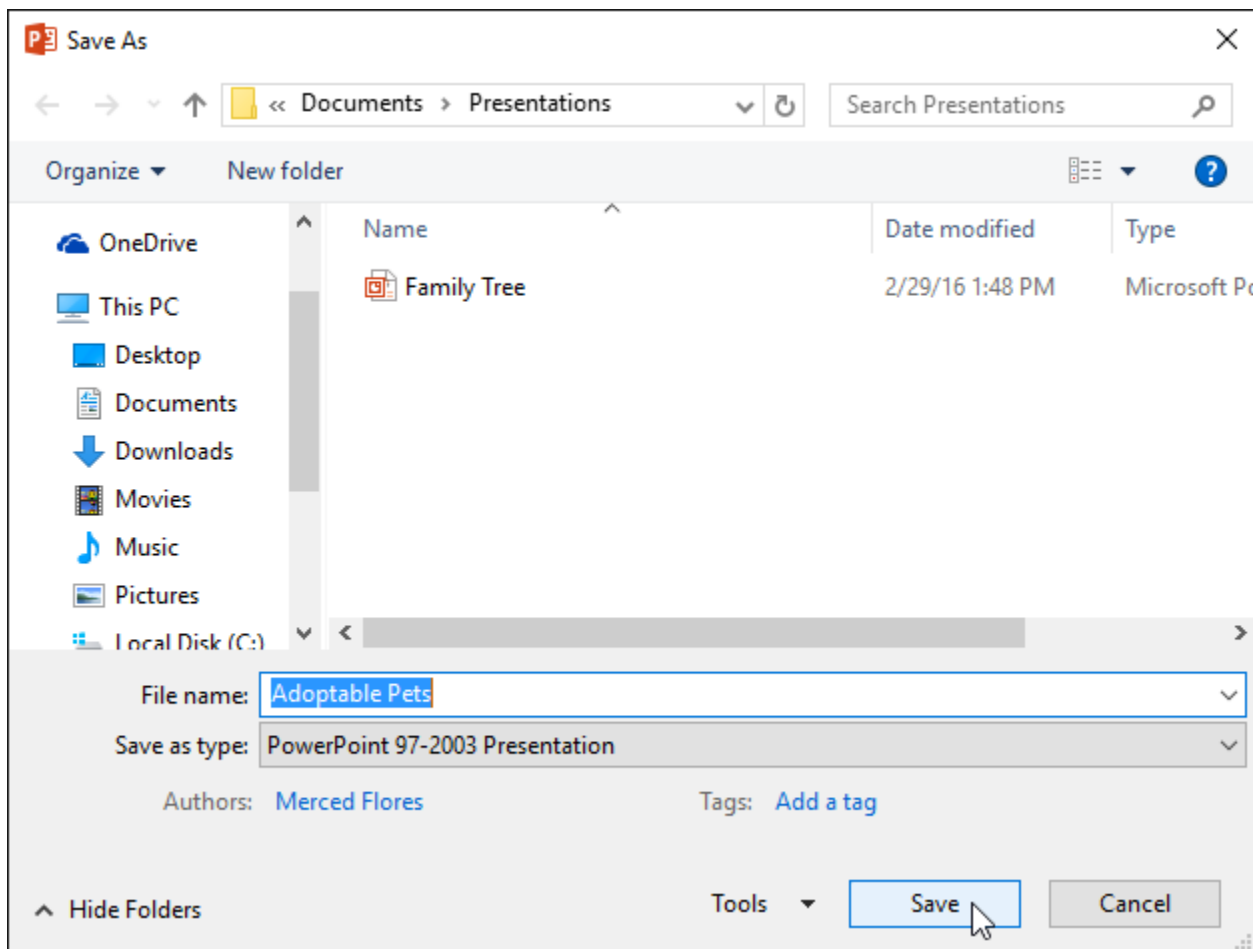 Save As
« Documents > Presentations
Search Presentations
Organize
New folder
Name
Date modified
Type
OneDrive
This PC
Desktop
Documents
Downloads
Movies
Music
Pictures
Local Disk (C:)
Family Tree
2/29/16 1:48 PM
Microsoft Po
File name: Adoptable Pets
Save as type: PowerPoint 97-2003 Presentation
Authors: Merced Flores
Tags: Add a tag
Hide Folders
Tools
Save
Cancel